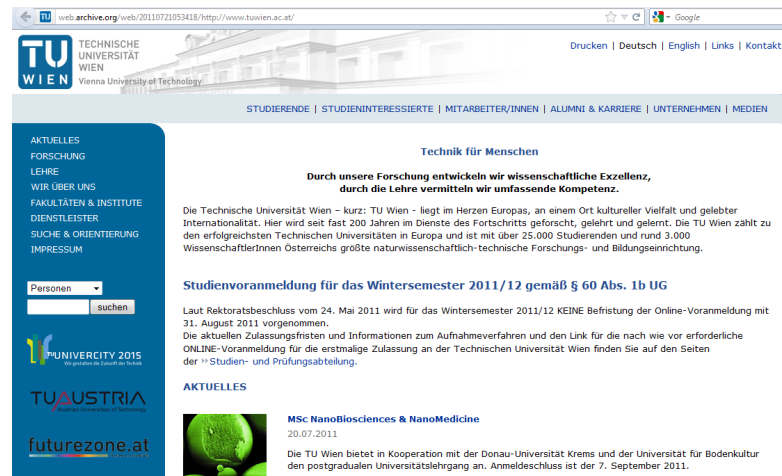 web.archive.org/web/20110721053418/http://www.tuwien.ac.at/
Google
TU
WIEN
TECHNISCHE
UNIVERSITÄT
WIEN
Vienna University of Technology
Drucken | Deutsch | English | Links | Kontakt
STUDIERENDE | STUDIENINTERESSIERTE | MITARBEITER/INNEN | ALUMNI & KARRIERE | UNTERNEHMEN | MEDIEN
AKTUELLES
FORSCHUNG
LEHRE
WIR ÜBER UNS
FAKULTÄTEN & INSTITUTE
DIENSTLEISTER
SUCHE & ORIENTIERUNG
IMPRESSUM
Personen
suchen
TUUNIVERCITY 2015
Wir gestalten die Zukunft der Technik
TUAUSTRIA
Austrian Universities of Technology
futurezone.at
Technik für Menschen
Durch unsere Forschung entwickeln wir wissenschaftliche Exzellenz,
durch die Lehre vermitteln wir umfassende Kompetenz.
Die Technische Universität Wien – kurz: TU Wien - liegt im Herzen Europas, an einem Ort kultureller Vielfalt und gelebter
Internationalität. Hier wird seit fast 200 Jahren im Dienste des Fortschritts geforscht, gelehrt und gelernt. Die TU Wien zählt zu
den erfolgreichsten Technischen Universitäten in Europa und ist mit über 25.000 Studierenden und rund 3.000
WissenschaftlerInnen Österreichs größte naturwissenschaftlich-technische Forschungs- und Bildungseinrichtung.
Studienvoranmeldung für das Wintersemester 2011/12 gemäß § 60 Abs. 1b UG
Laut Rektoratsbeschluss vom 24. Mai 2011 wird für das Wintersemester 2011/12 KEINE Befristung der Online-Voranmeldung mit
31. August 2011 vorgenommen.
Die aktuellen Zulassungsfristen und Informationen zum Aufnahmeverfahren und den Link für die nach wie vor erforderliche
ONLINE-Voranmeldung für die erstmalige Zulassung an der Technischen Universität Wien finden Sie auf den Seiten
der »Studien- und Prüfungsabteilung.
AKTUELLES
MSc NanoBiosciences & NanoMedicine
20.07.2011
Die TU Wien bietet in Kooperation mit der Donau-Universität Krems und der Universität für Bodenkultur
den postgradualen Universitätslehrgang an. Anmeldeschluss ist der 7. September 2011.